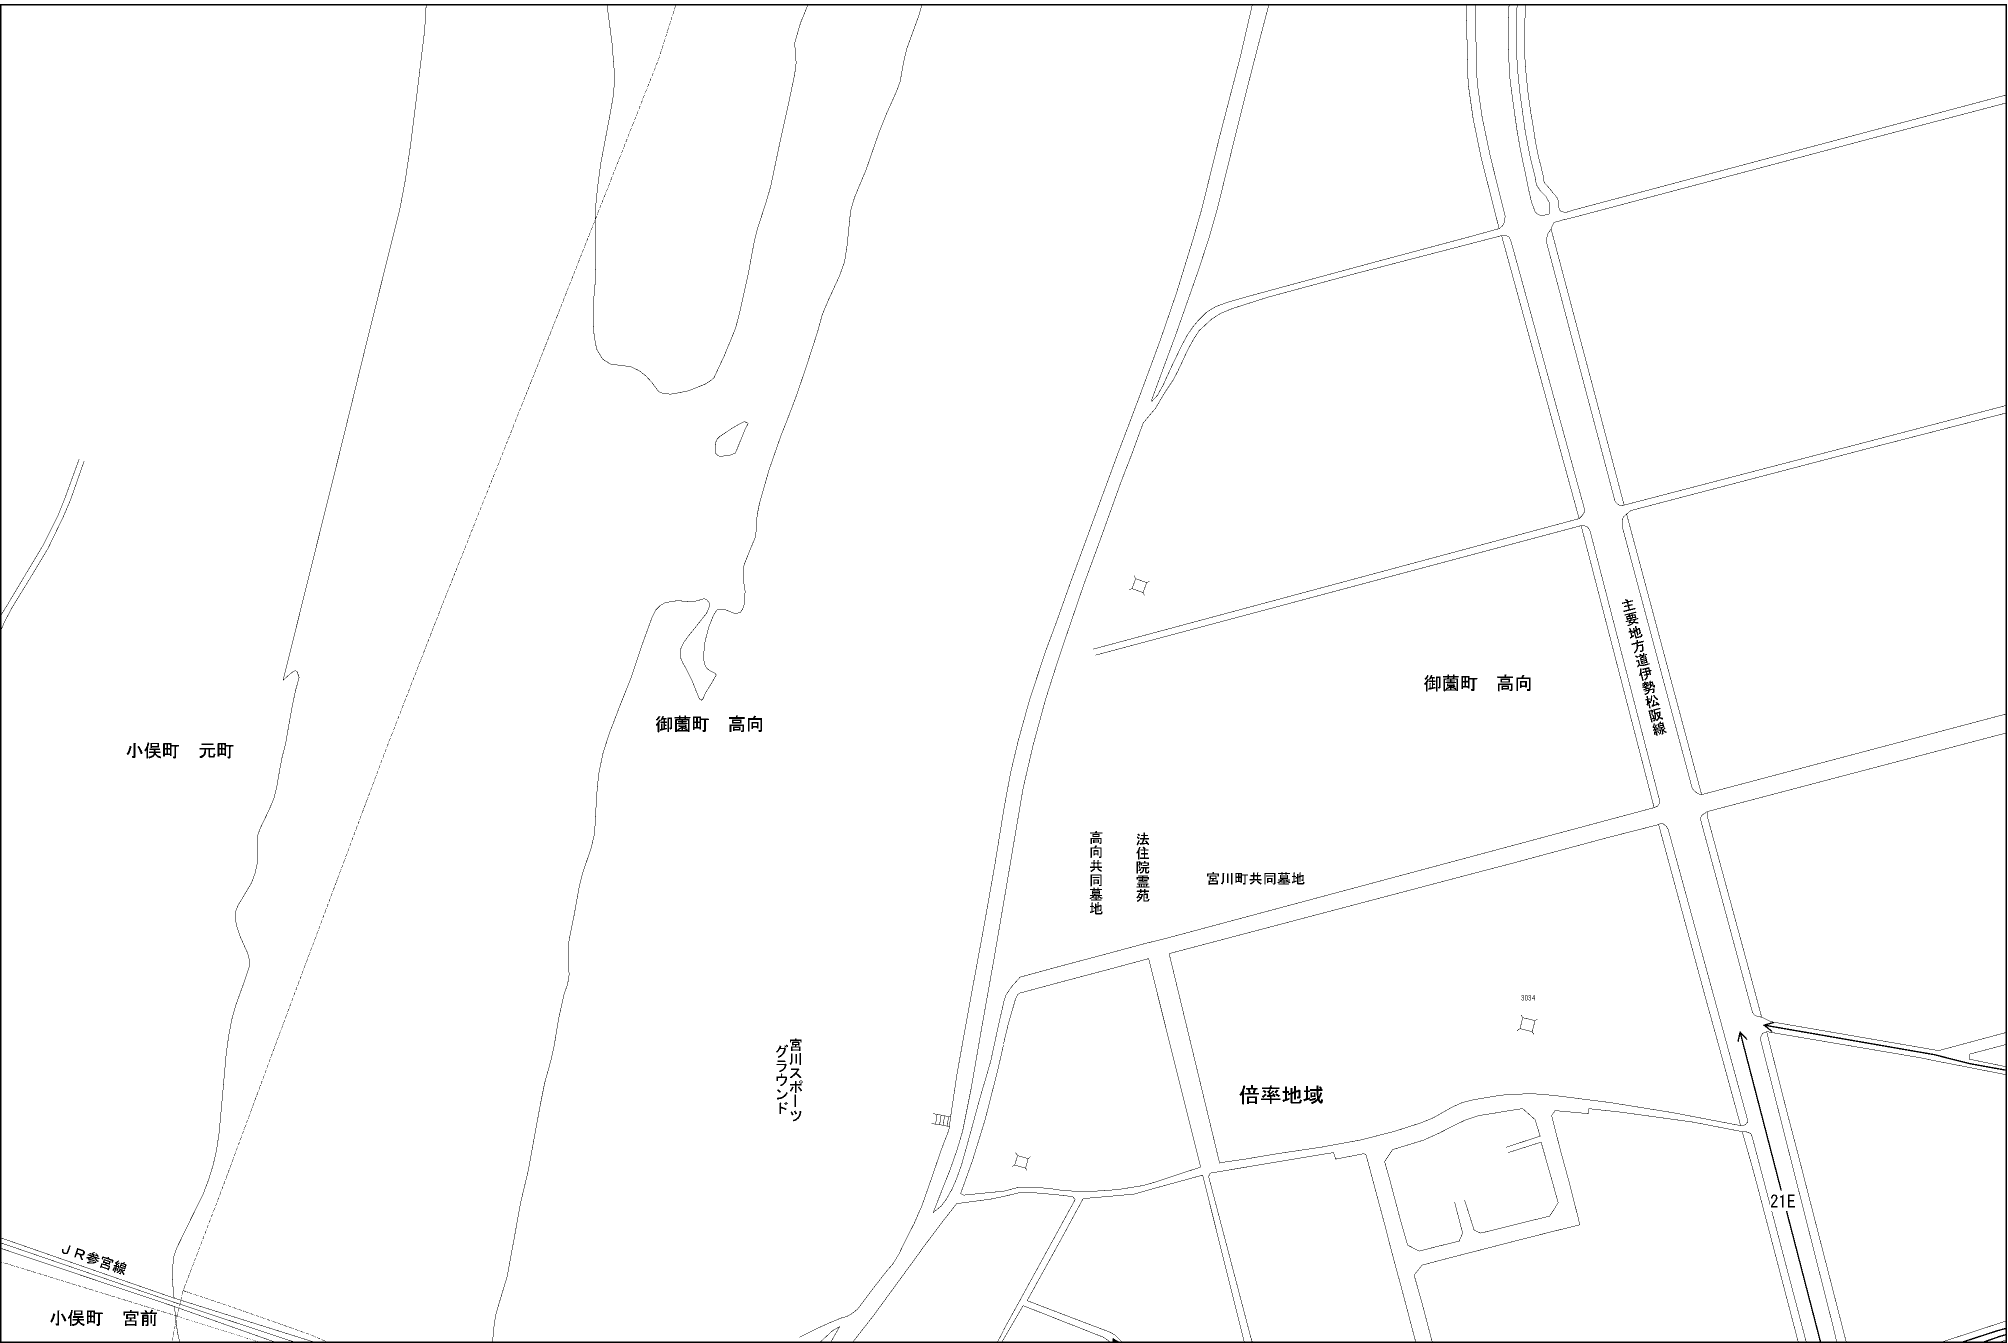 主要地方道伊勢松阪線
御薗町　高向
御薗町　高向
小俣町　元町
高向共同墓地
法住院霊苑
宮川町共同墓地
3034
宮川スポーツ
グラウンド
倍率地域
21E
ＪＲ参宮線
小俣町　宮前